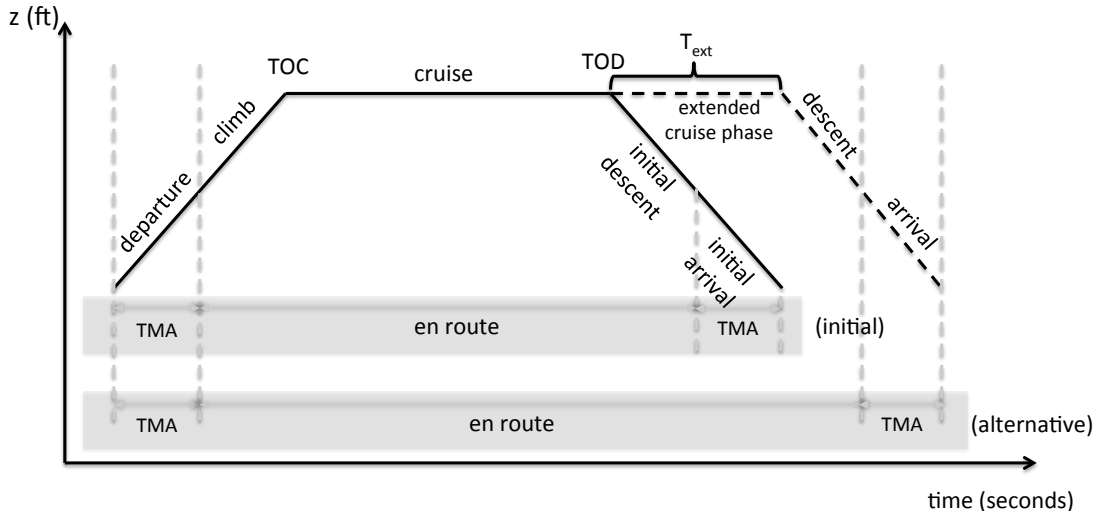 z (ft)
T_ext
TOC
cruise
TOD
extended
cruise phase
climb
departure
initial
descent
initial
arrival
descent
arrival
TMA
en route
TMA
(initial)
TMA
en route
TMA
(alternative)
time (seconds)